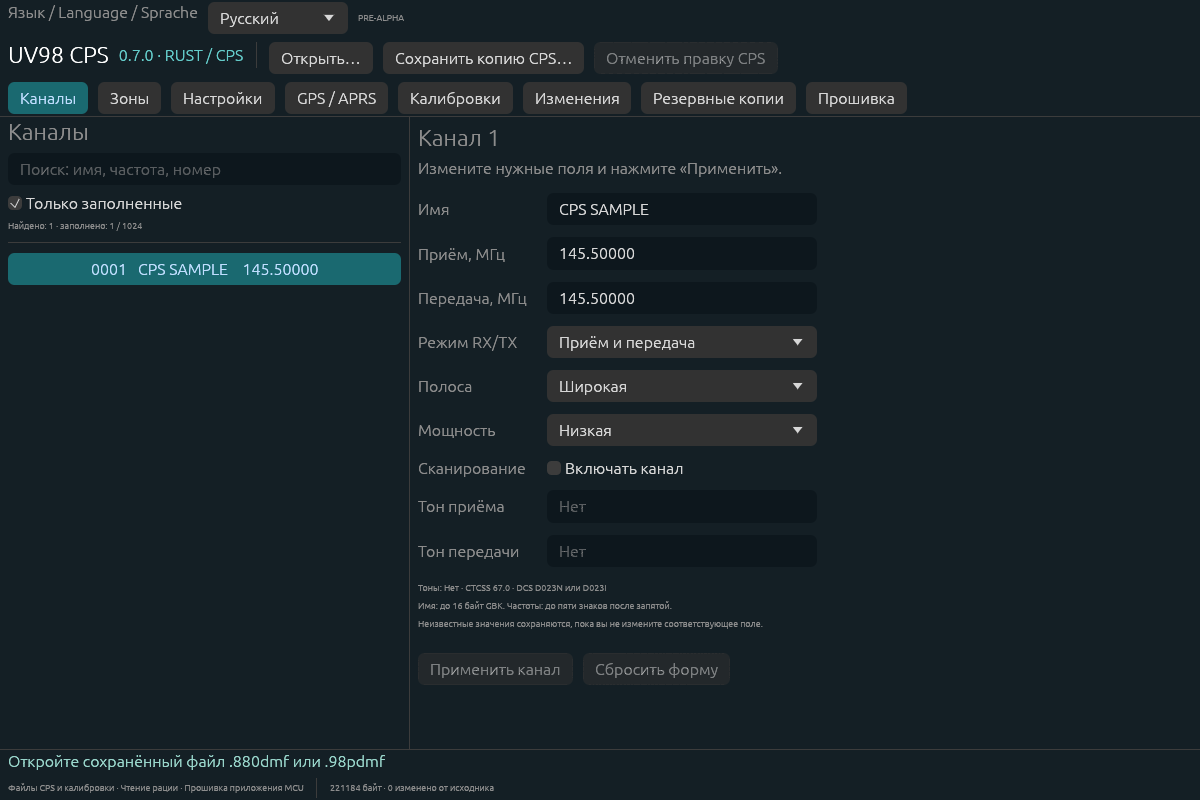 Язык / Language / Sprache Русский PRE-ALPHA
UV98 CPS 0.7.0 · RUST / CPS Открыть… Сохранить копию CPS… Отменить правку CPS
Каналы Зоны Настройки GPS / APRS Калибровки Изменения Резервные копии Прошивка
Каналы
Поиск: имя, частота, номер
Только заполненные
Найдено: 1 · заполнено: 1 / 1024
0001 CPS SAMPLE 145.50000
Канал 1
Измените нужные поля и нажмите «Применить».
Имя CPS SAMPLE
Приём, МГц 145.50000
Передача, МГц 145.50000
Режим RX/TX Приём и передача
Полоса Широкая
Мощность Низкая
Сканирование Включать канал
Тон приёма Нет
Тон передачи Нет
Тоны: Нет · CTCSS 67.0 · DCS D023N или D023I
Имя: до 16 байт GBK. Частоты: до пяти знаков после запятой.
Неизвестные значения сохраняются, пока вы не измените соответствующее поле.
Применить канал Сбросить форму
Откройте сохранённый файл .880dmf или .98pdmf
Файлы CPS и калибровки · Чтение рации · Прошивка приложения MCU 221184 байт · 0 изменено от исходника